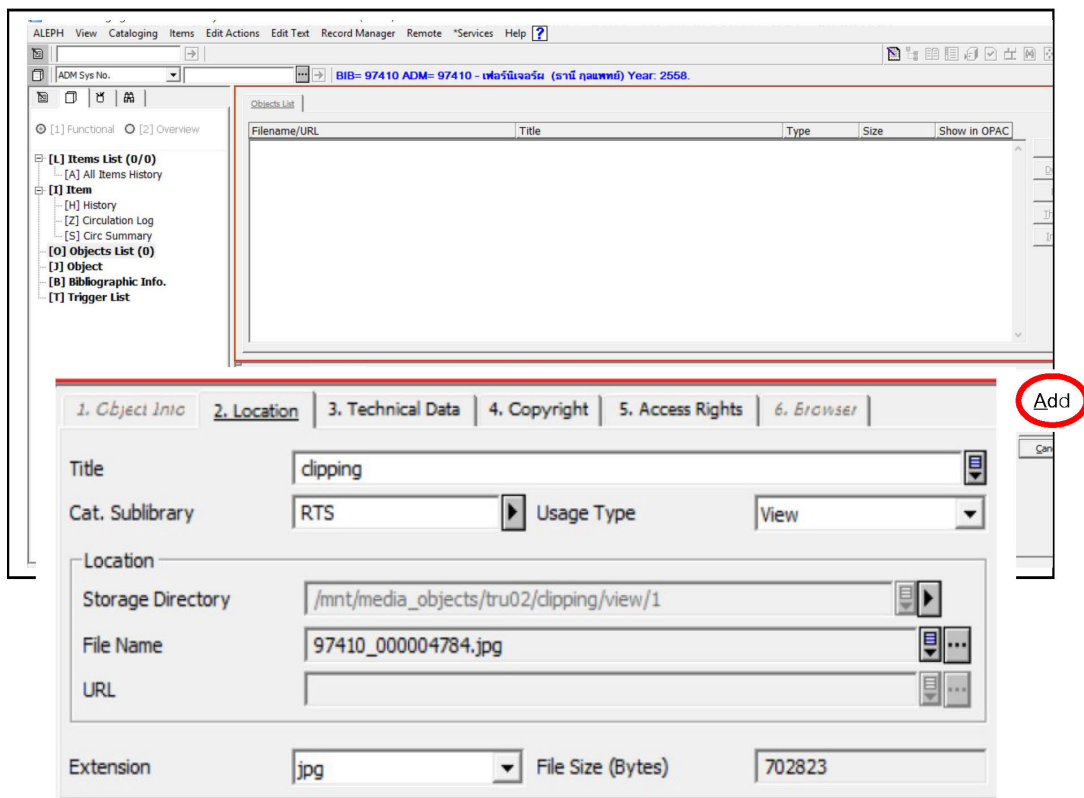 ALEPH View Cataloging Items Edit Actions Edit Text Record Manager Remote *Services Help ?
ADM Sys No. BIB= 97410 ADM= 97410 - เฟอร์นิเจอร์ผ (ธานี กุลแพทย์) Year: 2558.
Objects List
[1] Functional [2] Overview
Filename/URL Title Type Size Show in OPAC
[L] Items List (0/0)
[A] All Items History
[I] Item
[H] History
[Z] Circulation Log
[S] Circ Summary
[O] Objects List (0)
[J] Object
[B] Bibliographic Info.
[T] Trigger List
1. Object Info 2. Location 3. Technical Data 4. Copyright 5. Access Rights 6. Browser
Add
Title clipping
Cat. Sublibrary RTS Usage Type View
Location
Storage Directory /mnt/media_objects/tru02/clipping/view/1
File Name 97410_000004784.jpg
URL
Extension jpg File Size (Bytes) 702823